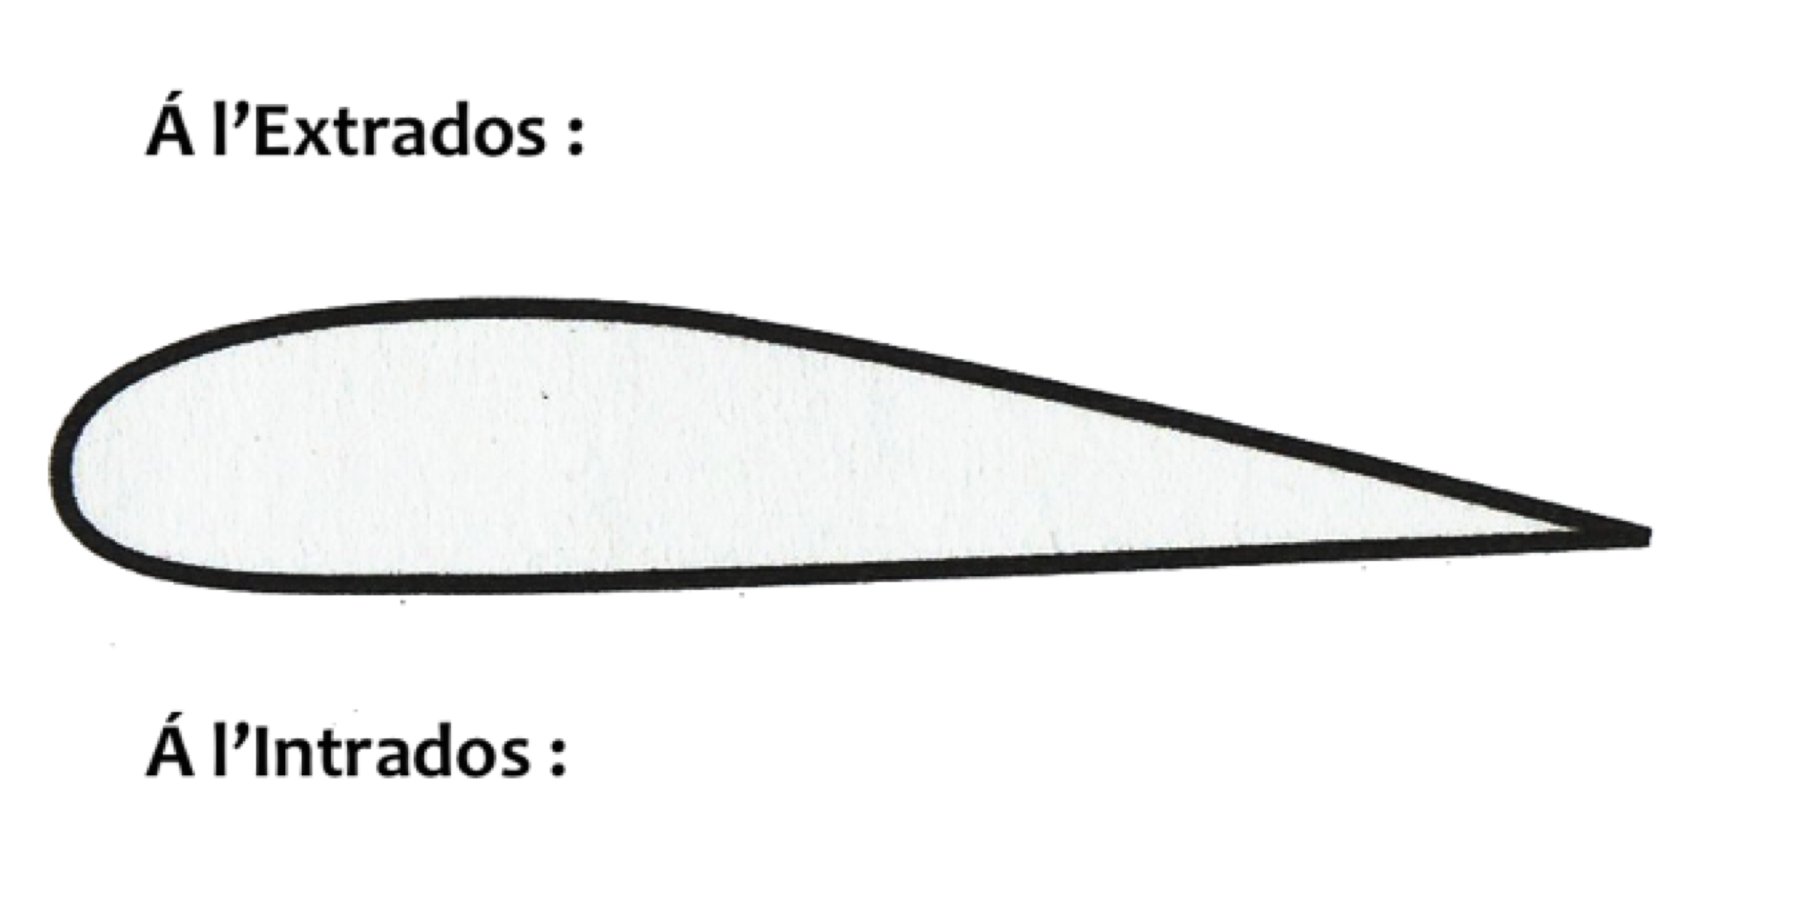 Á l’Extrados :
Á l’Intrados :